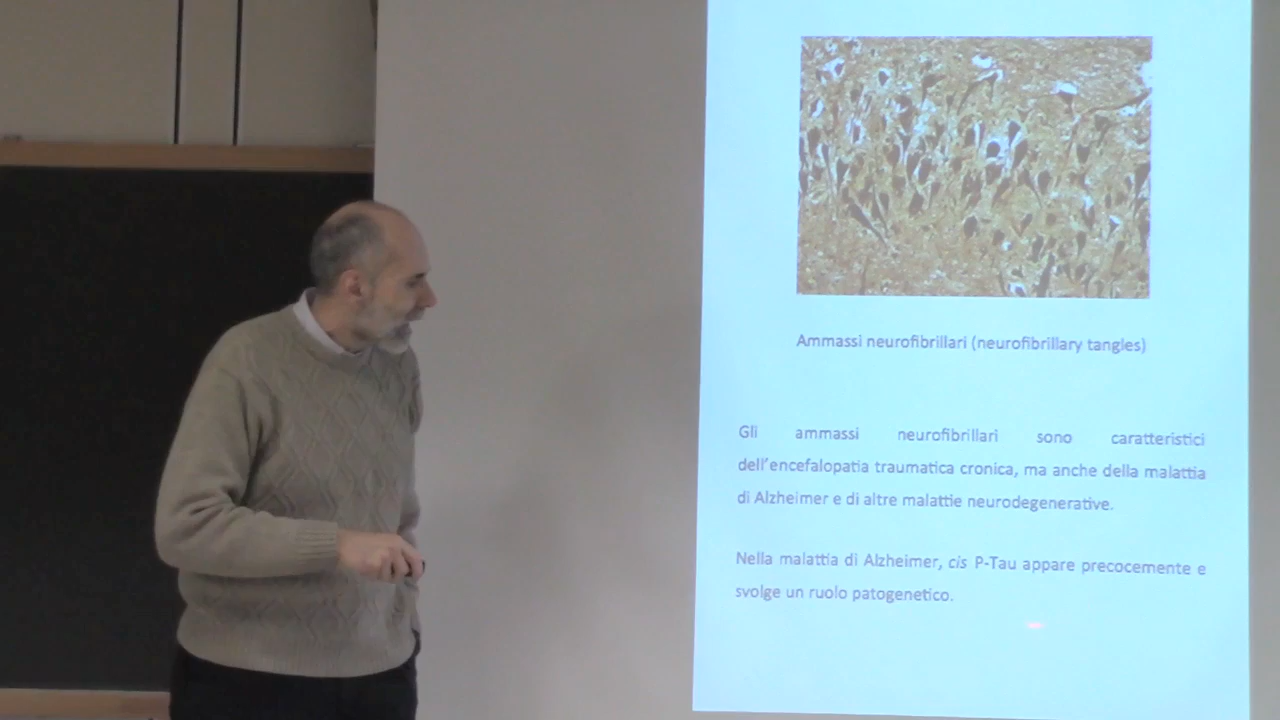 Ammassi neurofibrillari (neurofibrillary tangles)
Gli ammassi neurofibrillari sono caratteristici
dell'encefalopatia traumatica cronica, ma anche della malattia
di Alzheimer e di altre malattie neurodegenerative.
Nella malattia di Alzheimer, cis P-Tau appare precocemente e
svolge un ruolo patogenetico.